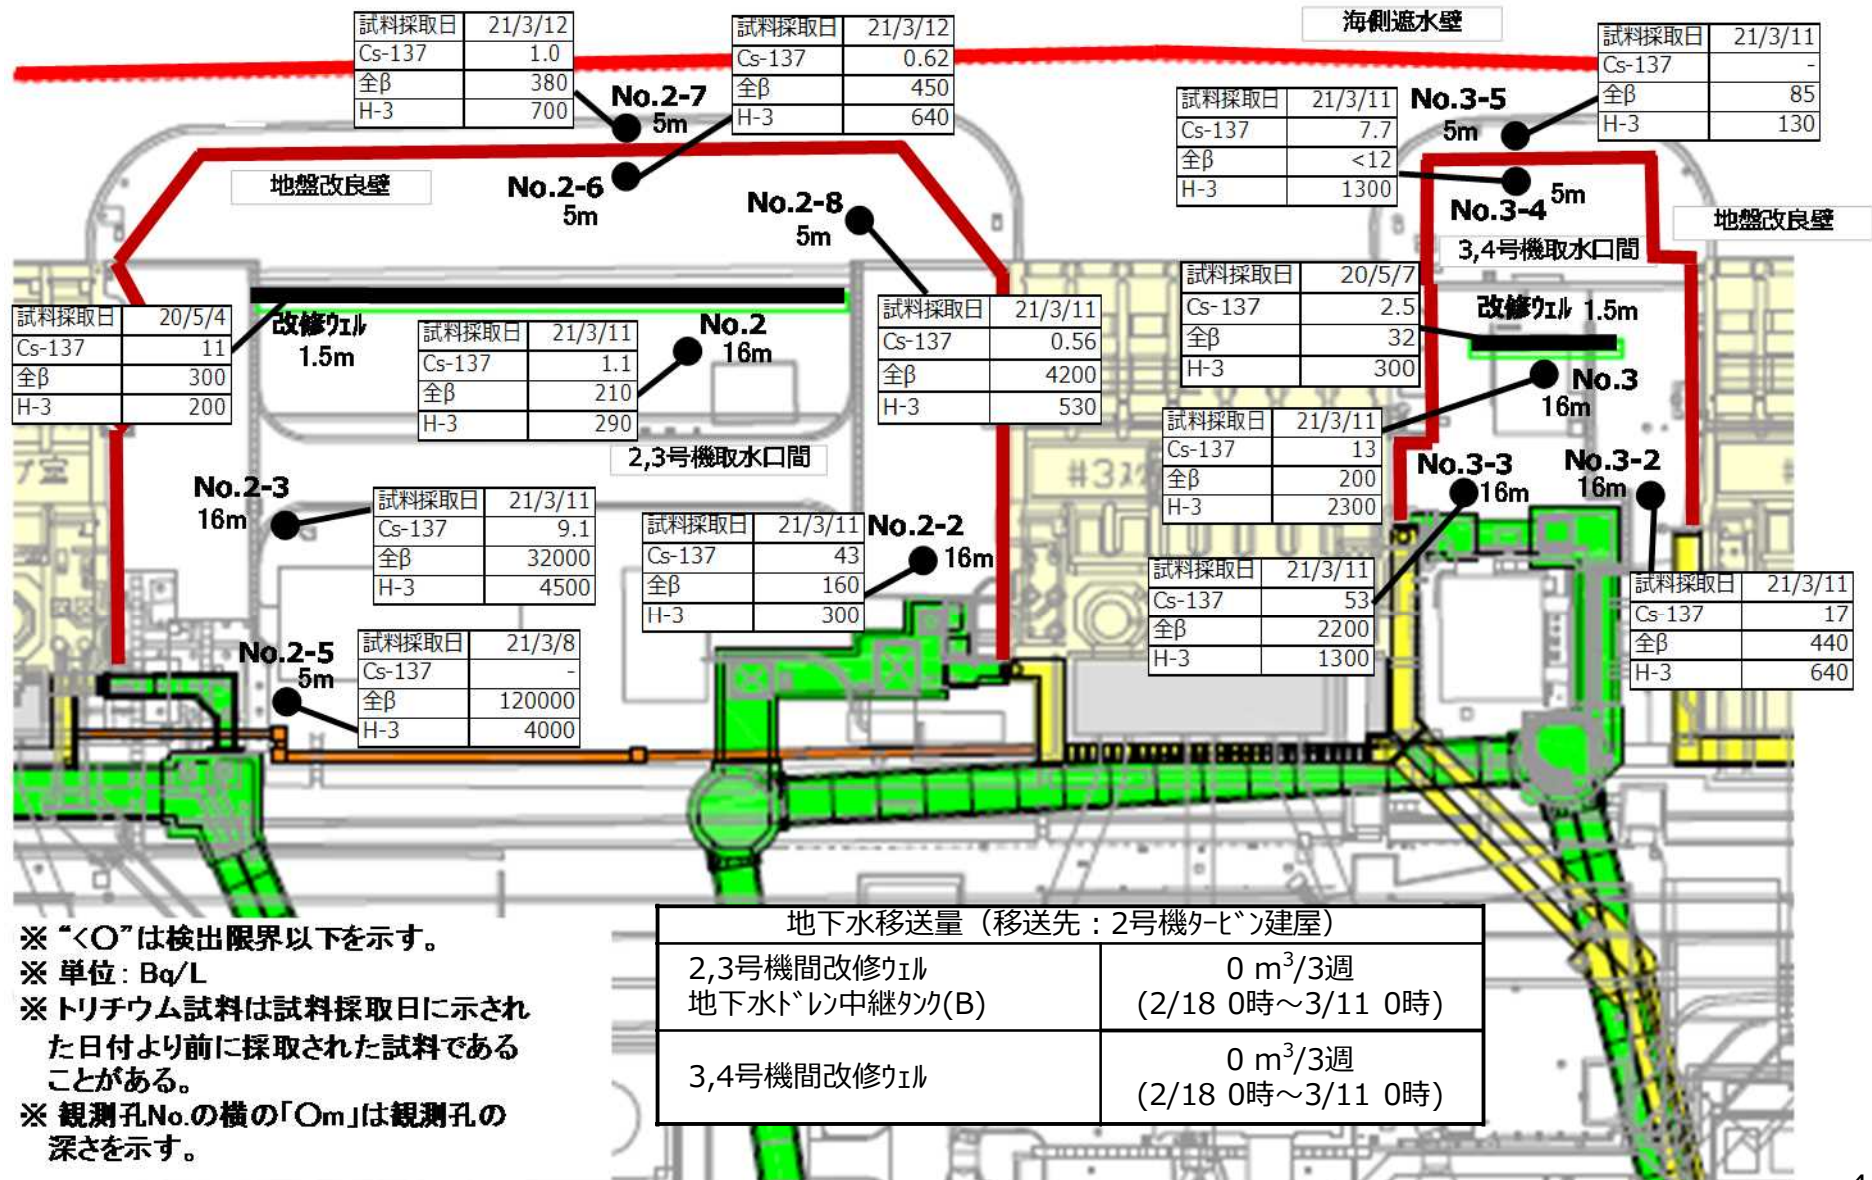 海側遮水壁
試料採取日 21/3/12
Cs-137 1.0
全β 380
H-3 700
No.2-7
5m
試料採取日 21/3/12
Cs-137 0.62
全β 450
H-3 640
No.2-6
5m
地盤改良壁
No.2-8
5m
試料採取日 21/3/11
Cs-137 0.56
全β 4200
H-3 530
試料採取日 20/5/4
Cs-137 11
全β 300
H-3 200
改修ｳｪﾙ
1.5m
試料採取日 21/3/11
Cs-137 1.1
全β 210
H-3 290
No.2
16m
2,3号機取水口間
No.2-3
16m
試料採取日 21/3/11
Cs-137 9.1
全β 32000
H-3 4500
試料採取日 21/3/11
Cs-137 43
全β 160
H-3 300
No.2-2
16m
No.2-5
5m
試料採取日 21/3/8
Cs-137 -
全β 120000
H-3 4000
試料採取日 21/3/11
Cs-137 -
全β 85
H-3 130
No.3-5
5m
試料採取日 21/3/11
Cs-137 7.7
全β <12
H-3 1300
No.3-4
5m
地盤改良壁
3,4号機取水口間
試料採取日 20/5/7
Cs-137 2.5
全β 32
H-3 300
改修ｳｪﾙ 1.5m
試料採取日 21/3/11
Cs-137 13
全β 200
H-3 2300
No.3
16m
No.3-3
16m
試料採取日 21/3/11
Cs-137 53
全β 2200
H-3 1300
No.3-2
16m
試料採取日 21/3/11
Cs-137 17
全β 440
H-3 640
※ “<〇”は検出限界以下を示す。
※ 単位：Bq/L
※ トリチウム試料は試料採取日に示され
た日付より前に採取された試料である
ことがある。
※ 観測孔No.の横の「〇m」は観測孔の
深さを示す。
地下水移送量（移送先：2号機ﾀｰﾋﾞﾝ建屋）
2,3号機間改修ｳｪﾙ
地下水ﾄﾞﾚﾝ中継ﾀﾝｸ(B)
0 m³/3週
(2/18 0時～3/11 0時)
3,4号機間改修ｳｪﾙ
0 m³/3週
(2/18 0時～3/11 0時)